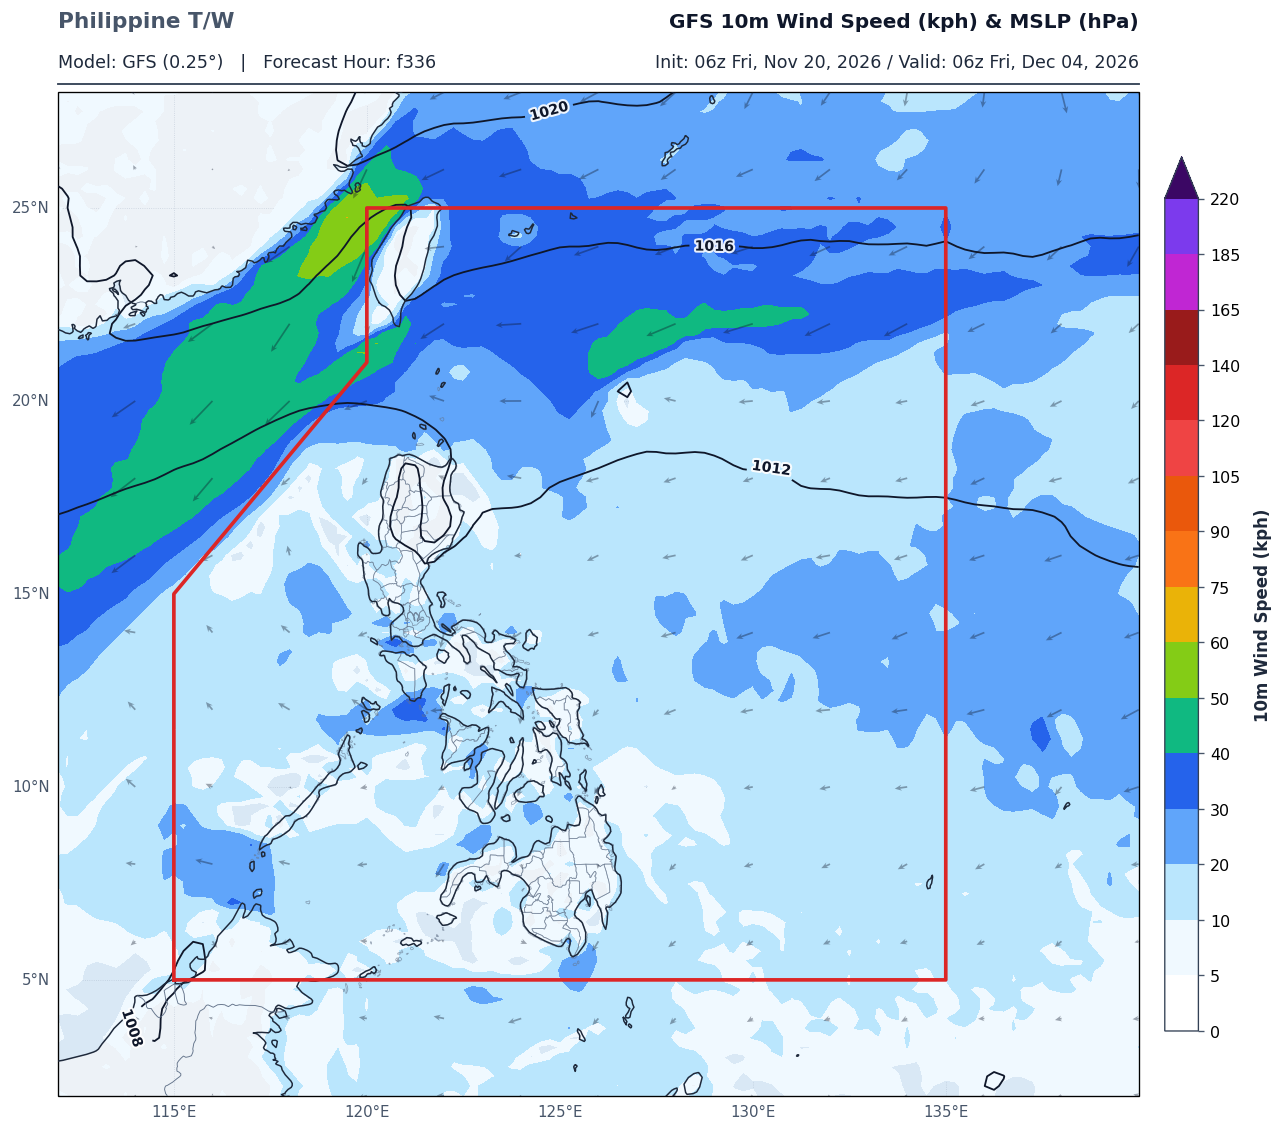 Philippine T/W
GFS 10m Wind Speed (kph) & MSLP (hPa)
Model: GFS (0.25°) | Forecast Hour: f336
Init: 06z Fri, Nov 20, 2026 / Valid: 06z Fri, Dec 04, 2026
1020
1016
1012
1008
25°N
20°N
15°N
10°N
5°N
115°E
120°E
125°E
130°E
135°E
220
185
165
140
120
105
90
75
60
50
40
30
20
10
5
0
10m Wind Speed (kph)